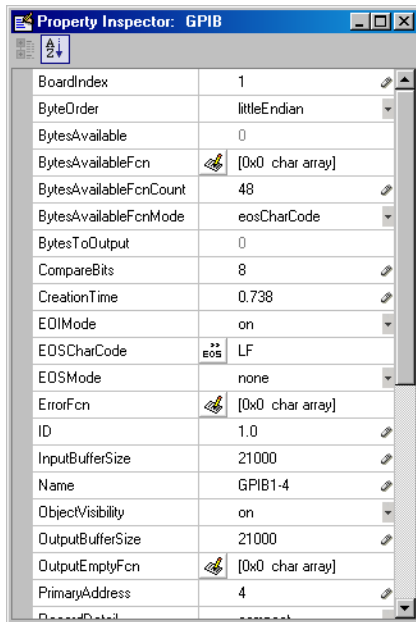 Property Inspector: GPIB
A Z
BoardIndex 1
ByteOrder littleEndian
BytesAvailable 0
BytesAvailableFcn [0x0 char array]
BytesAvailableFcnCount 48
BytesAvailableFcnMode eosCharCode
BytesToOutput 0
CompareBits 8
CreationTime 0.738
EOIMode on
EOSCharCode EOS LF
EOSMode none
ErrorFcn [0x0 char array]
ID 1.0
InputBufferSize 21000
Name GPIB1-4
ObjectVisibility on
OutputBufferSize 21000
OutputEmptyFcn [0x0 char array]
PrimaryAddress 4